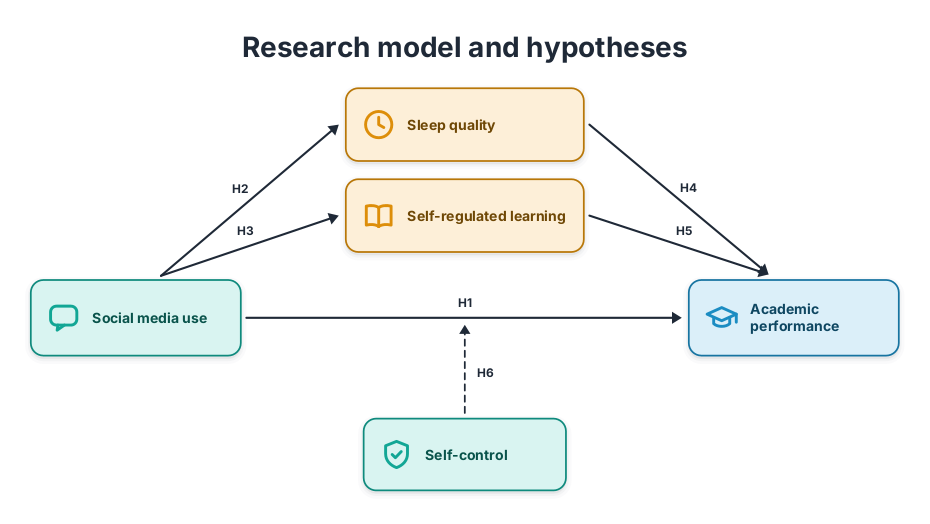 Research model and hypotheses
Sleep quality
H2
H4
Self-regulated learning
H3
H5
Social media use
H1
Academic
performance
H6
Self-control